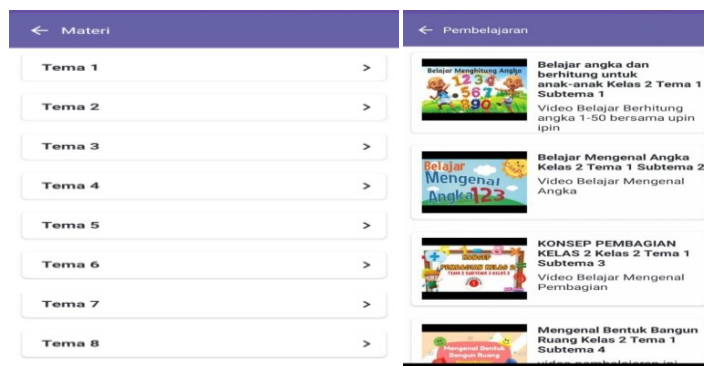 ← Materi
Tema 1 >
Tema 2 >
Tema 3 >
Tema 4 >
Tema 5 >
Tema 6 >
Tema 7 >
Tema 8 >
← Pembelajaran
Belajar Menghitung Angka
1234
567
890
Belajar angka dan
berhitung untuk
anak-anak Kelas 2 Tema 1
Subtema 1
Video Belajar Berhitung
angka 1-50 bersama upin
ipin
Belajar
Mengenal
Angka123
Belajar Mengenal Angka
Kelas 2 Tema 1 Subtema 2
Video Belajar Mengenal
Angka
KONSEP
PEMBAGIAN KELAS 2
KONSEP PEMBAGIAN
KELAS 2 Kelas 2 Tema 1
Subtema 3
Video Belajar Mengenal
Pembagian
Mengenal Bentuk
Bangun Ruang
Mengenal Bentuk Bangun
Ruang Kelas 2 Tema 1
Subtema 4
video pembelajaran ini